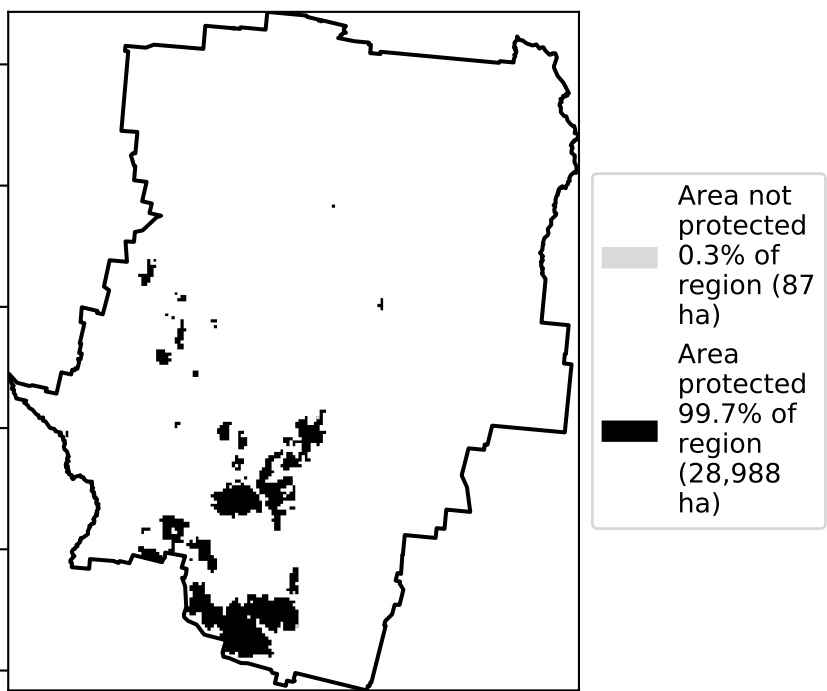 Area not
protected
0.3% of
region (87
ha)
Area
protected
99.7% of
region
(28,988
ha)